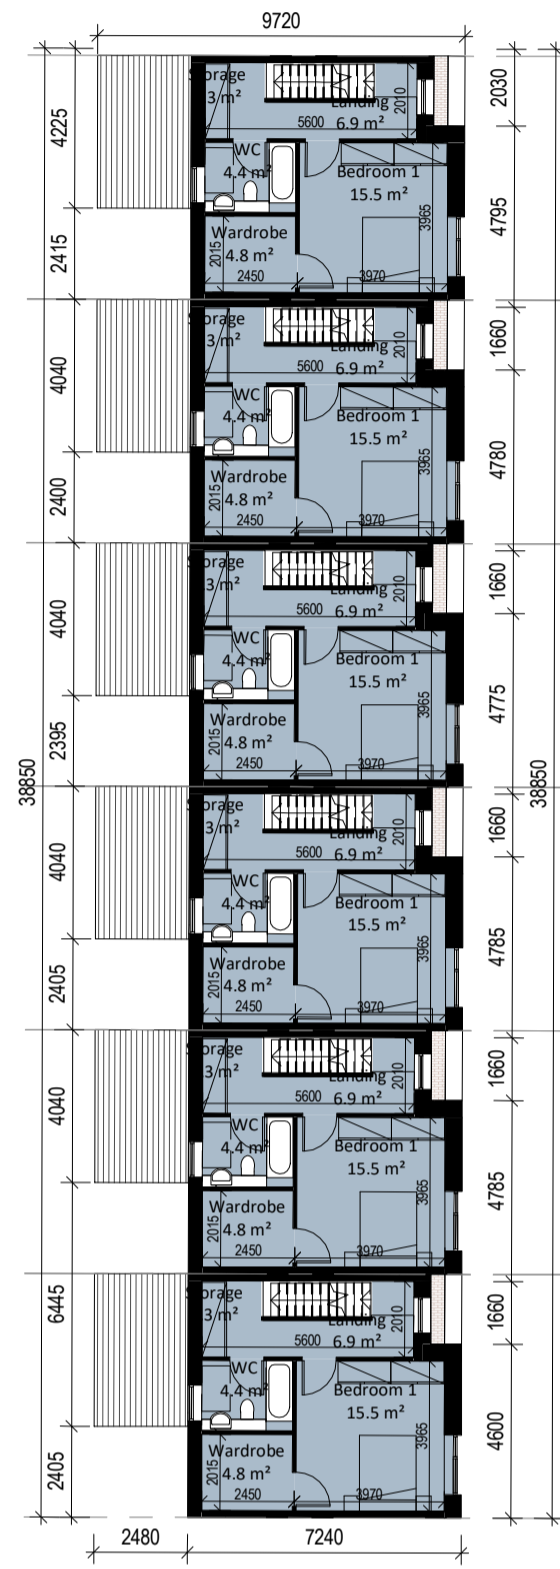 9720
4225
2415
4040
2400
4040
2395
4040
2405
4040
6445
2405
38850
2030
4795
1660
4780
1660
4775
1660
4785
1660
4785
1660
4600
38850
Storage
3 m²
Landing
6.9 m²
2010
5600
WC
4.4 m²
Bedroom 1
15.5 m²
3965
Wardrobe
4.8 m²
2015
2450
3970
Storage
3 m²
Landing
6.9 m²
2010
5600
WC
4.4 m²
Bedroom 1
15.5 m²
3965
Wardrobe
4.8 m²
2015
2450
3970
Storage
3 m²
Landing
6.9 m²
2010
5600
WC
4.4 m²
Bedroom 1
15.5 m²
3965
Wardrobe
4.8 m²
2015
2450
3970
Storage
3 m²
Landing
6.9 m²
2010
5600
WC
4.4 m²
Bedroom 1
15.5 m²
3965
Wardrobe
4.8 m²
2015
2450
3970
Storage
3 m²
Landing
6.9 m²
2010
5600
WC
4.4 m²
Bedroom 1
15.5 m²
3965
Wardrobe
4.8 m²
2015
2450
3970
Storage
3 m²
Landing
6.9 m²
2010
5600
WC
4.4 m²
Bedroom 1
15.5 m²
3965
Wardrobe
4.8 m²
2015
2450
3970
2480
7240